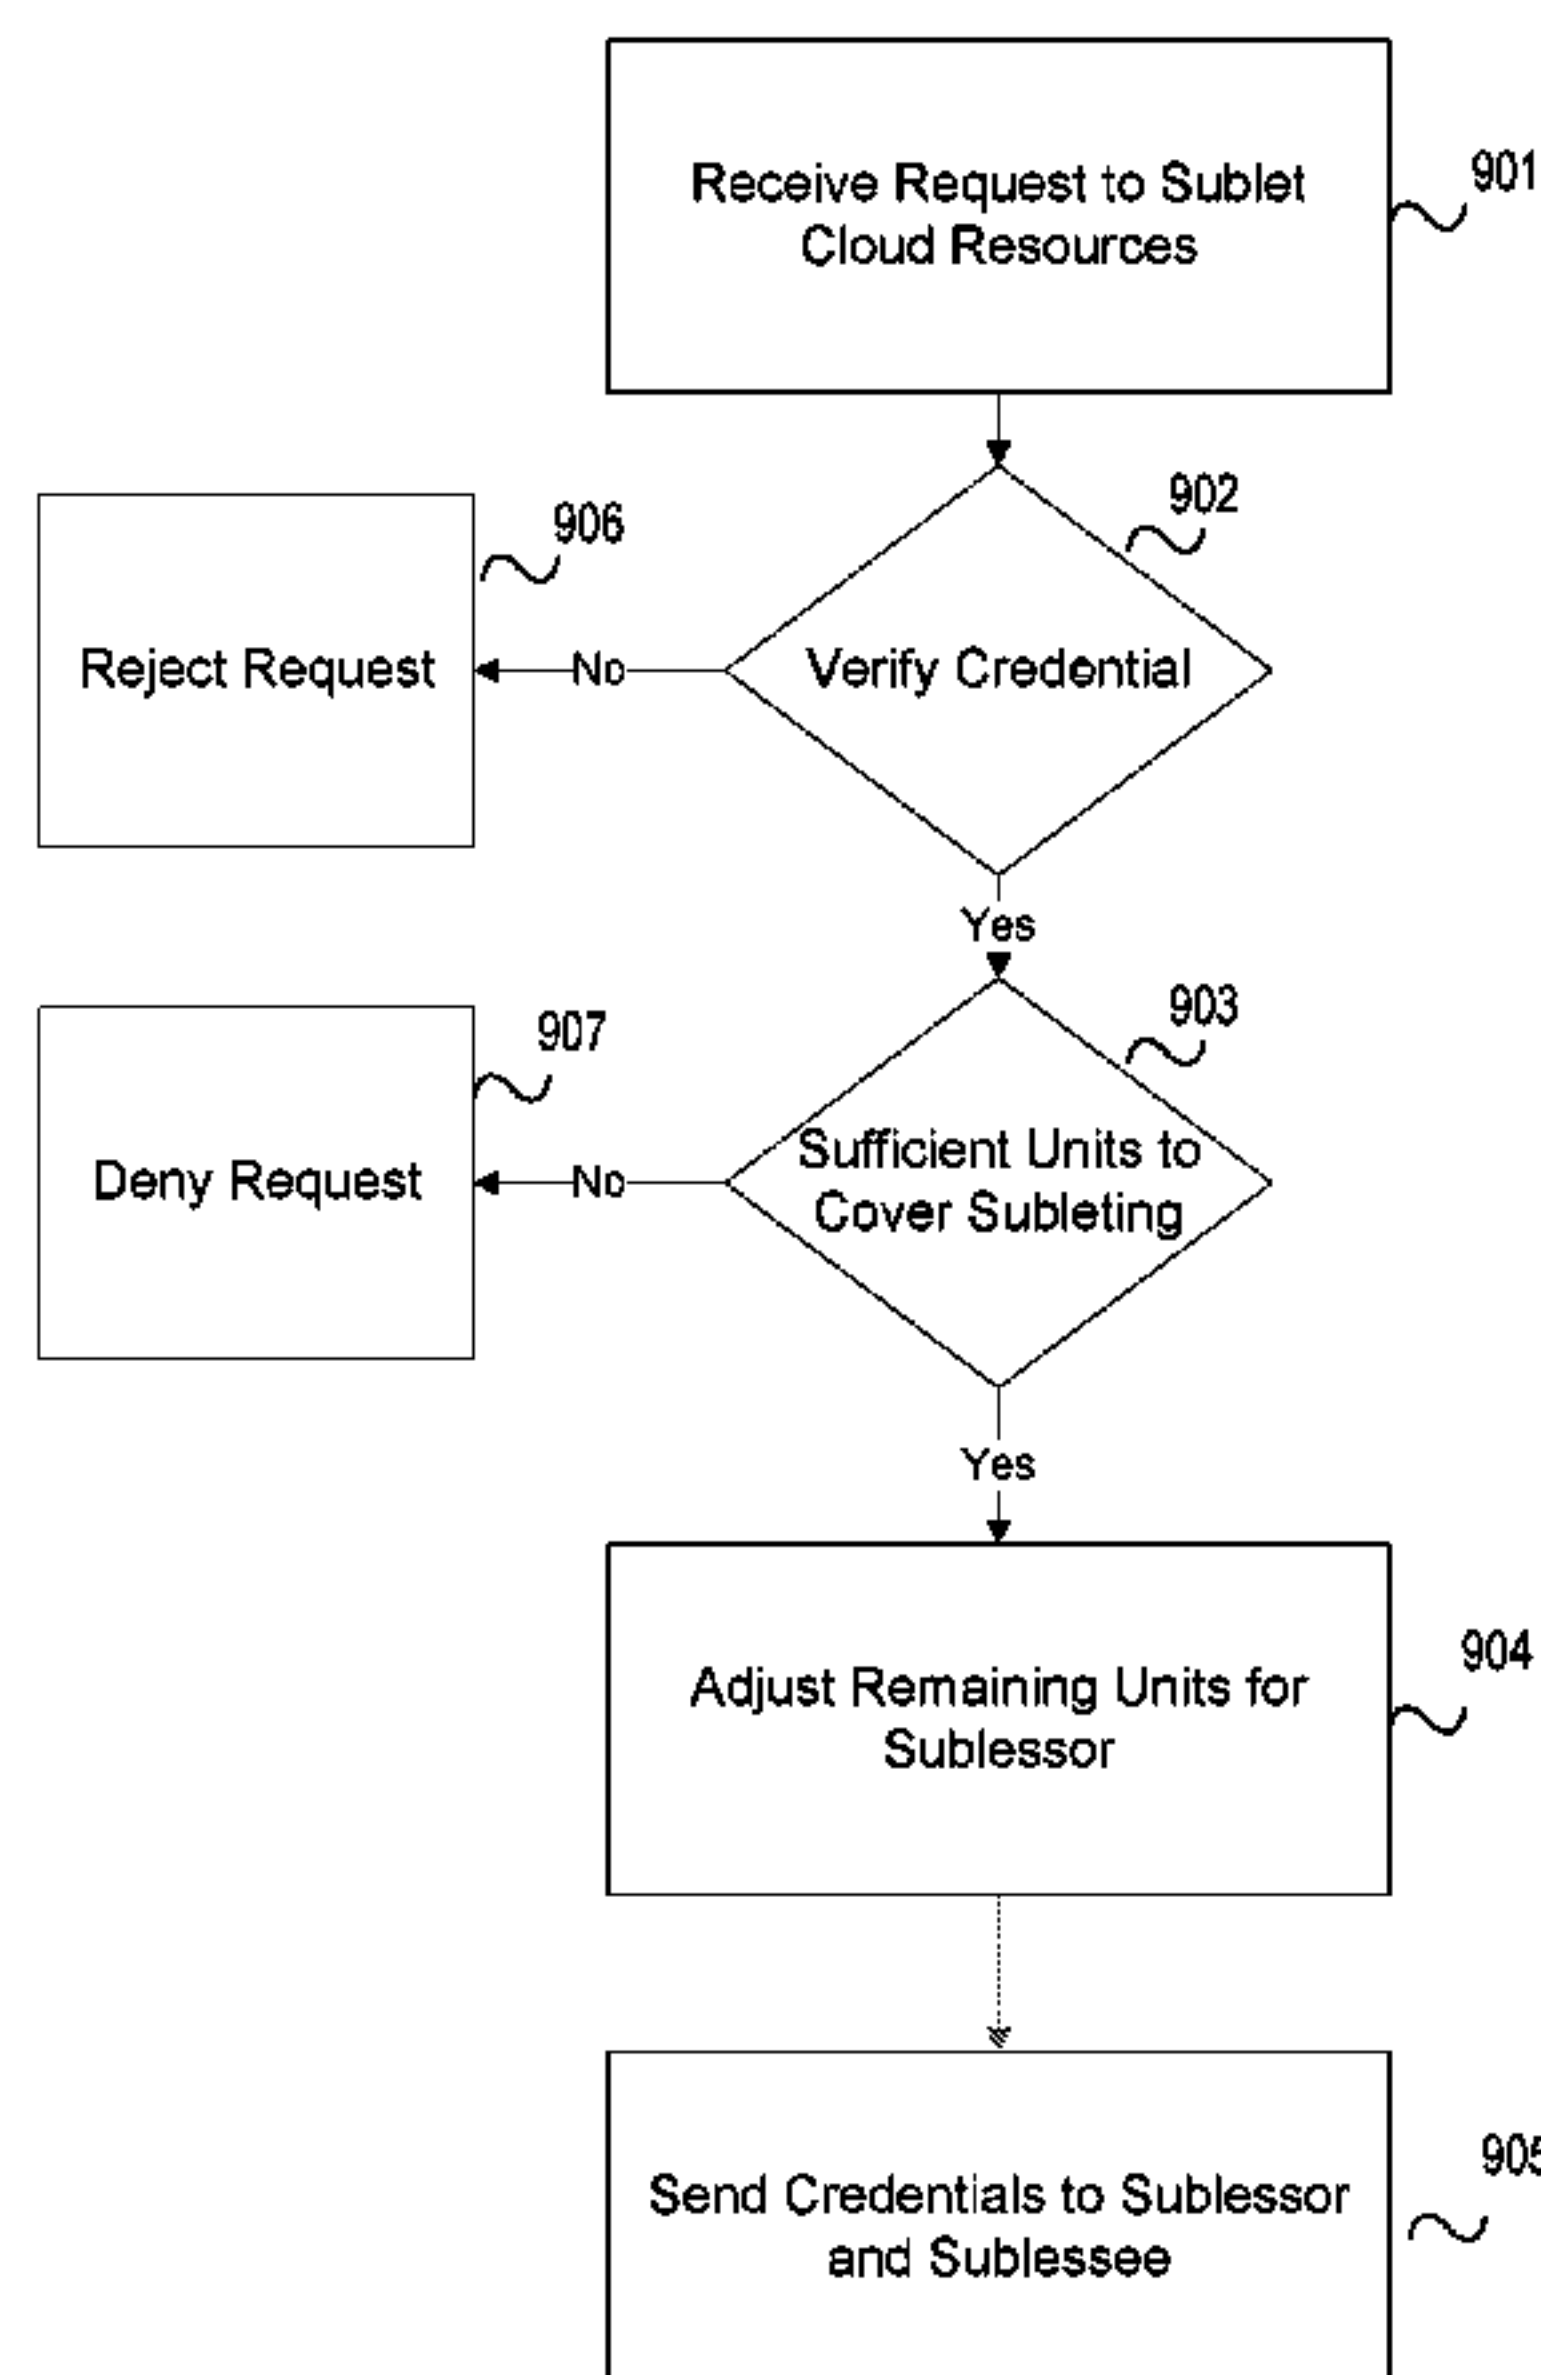 Receive Request to Sublet
Cloud Resources
901
902
906
Reject Request
No
Verify Credential
Yes
903
907
Deny Request
No
Sufficient Units to
Cover Subleting
Yes
904
Adjust Remaining Units for
Sublessor
905
Send Credentials to Sublessor
and Sublessee